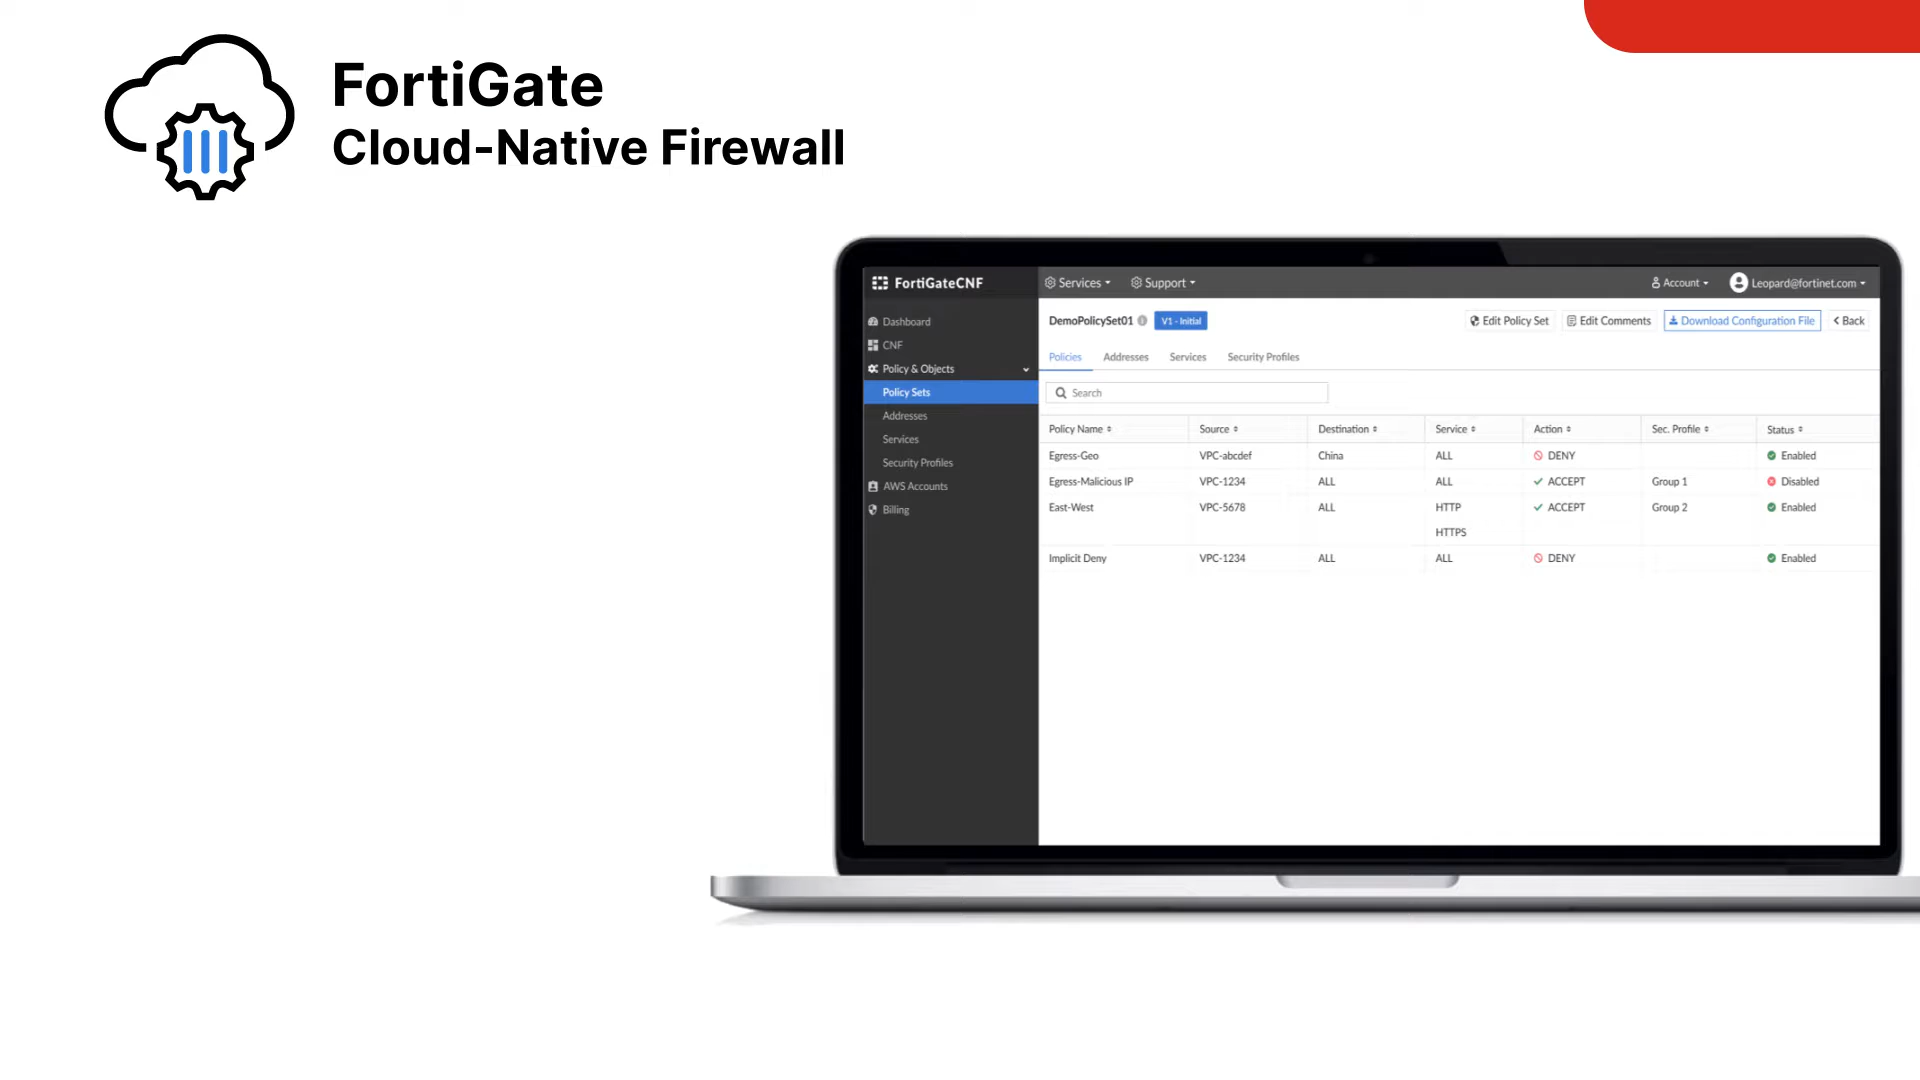 FortiGate
Cloud-Native Firewall
FortiGateCNF
Services
Support
Account
Leopard@fortinet.com
Dashboard
CNF
Policy & Objects
Policy Sets
Addresses
Services
Security Profiles
AWS Accounts
Billing
DemoPolicySet01
V1 - Initial
Edit Policy Set
Edit Comments
Download Configuration File
Back
Policies Addresses Services Security Profiles
Search
Policy Name Source Destination Service Action Sec. Profile Status
Egress-Geo VPC-abcdef China ALL DENY Enabled
Egress-Malicious IP VPC-1234 ALL ALL ACCEPT Group 1 Disabled
East-West VPC-5678 ALL HTTP ACCEPT Group 2 Enabled
HTTPS
Implicit Deny VPC-1234 ALL ALL DENY Enabled